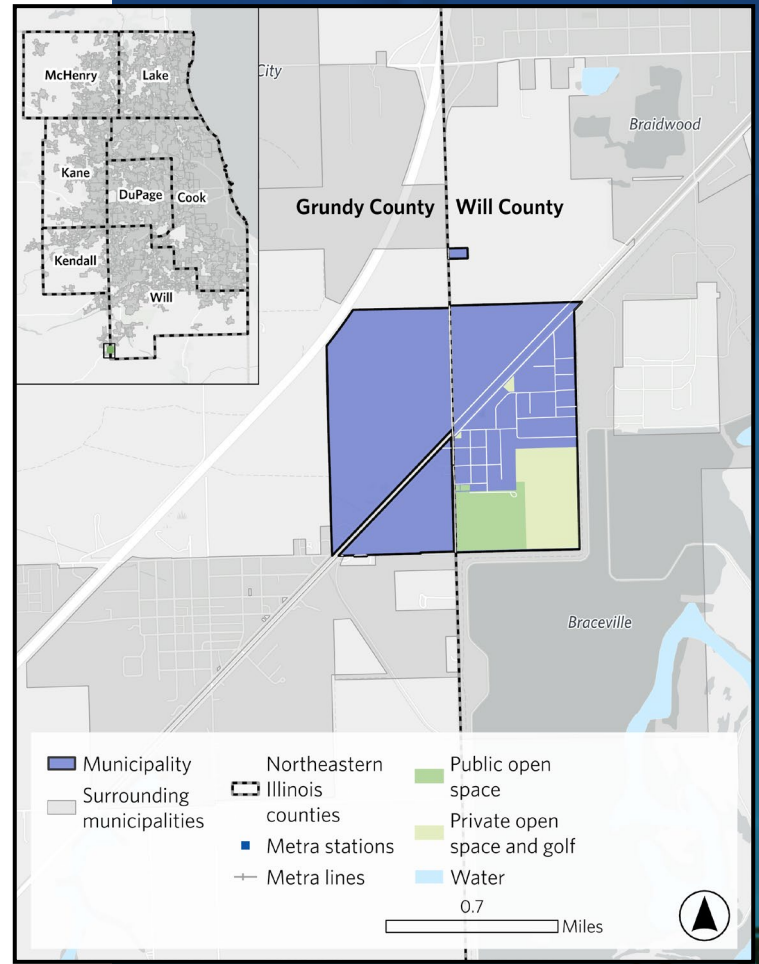 McHenry
Lake
Kane
DuPage
Cook
Kendall
Will
City
Braidwood
Grundy County
Will County
Braceville
Municipality
Surrounding
municipalities
Northeastern
Illinois
counties
Metra stations
Metra lines
Public open
space
Private open
space and golf
Water
0.7
Miles